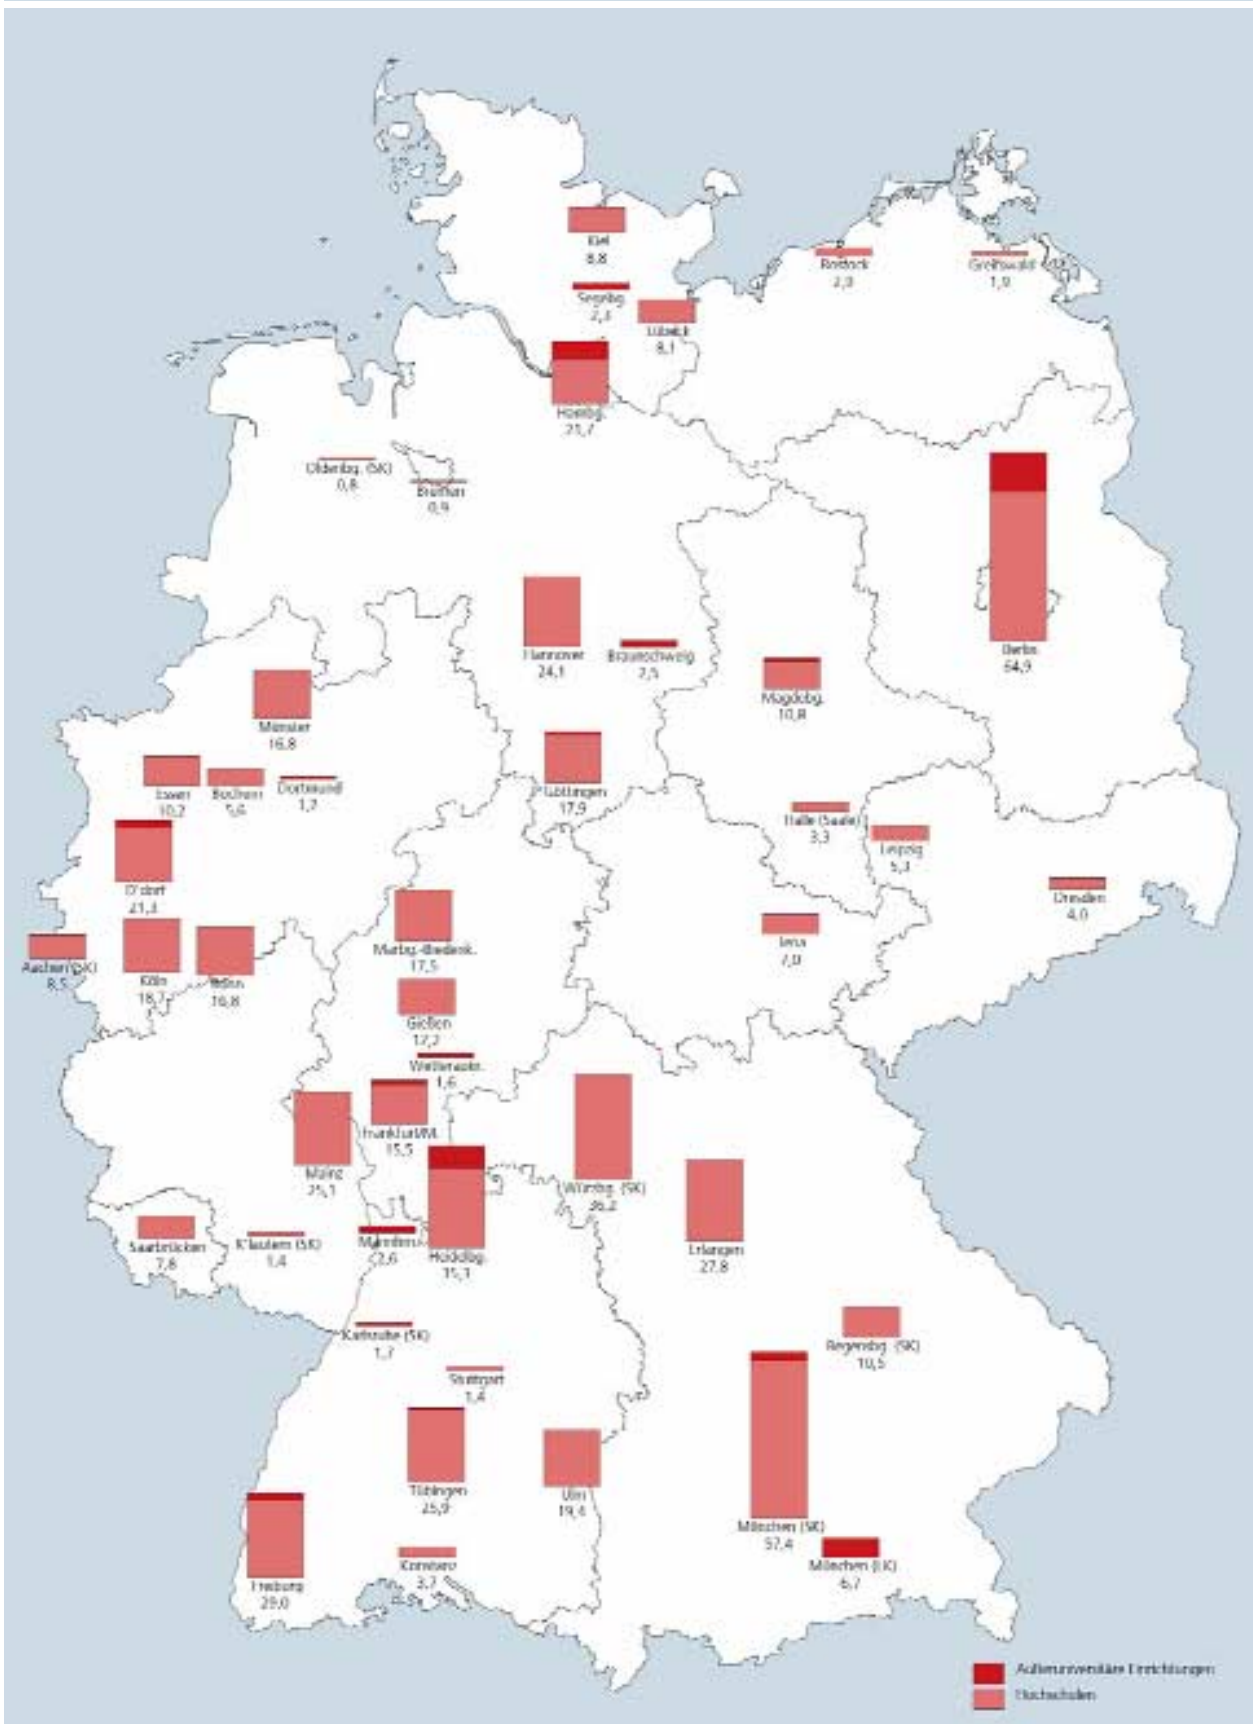 Kiel
8,8
Rostock
2,0
Greifswald
1,9
Segebg.
2,3
Lübeck
8,1
Hambg.
21,7
Oldenbg. (SK)
0,8
Bremen
0,9
Hannover
24,1
Braunschweig
2,5
Berlin
64,9
Magdebg.
10,8
Münster
16,8
Essen
10,2
Bochum
5,6
Dortmund
1,2
Göttingen
17,9
Halle (Saale)
3,3
Leipzig
5,3
D'dorf
21,3
Dresden
4,0
Marbg.-Biedenk.
17,5
Jena
7,0
Aachen (SK)
8,5
Köln
18,7
Bonn
16,8
Gießen
17,2
Wetteraukr.
1,6
Frankfurt/M.
15,5
Mainz
25,1
Würzbg. (SK)
36,2
Erlangen
27,8
Saarbrücken
7,8
K'lautern (SK)
1,4
Mannheim
2,6
Heidelbg.
Karlsruhe (SK)
1,7
Regensbg. (SK)
10,5
Stuttgart
1,4
Tübingen
25,9
Ulm
19,4
München (SK)
57,4
München (LK)
6,7
Freiburg
29,0
Konstanz
3,7
Außeruniversitäre Einrichtungen
Hochschulen